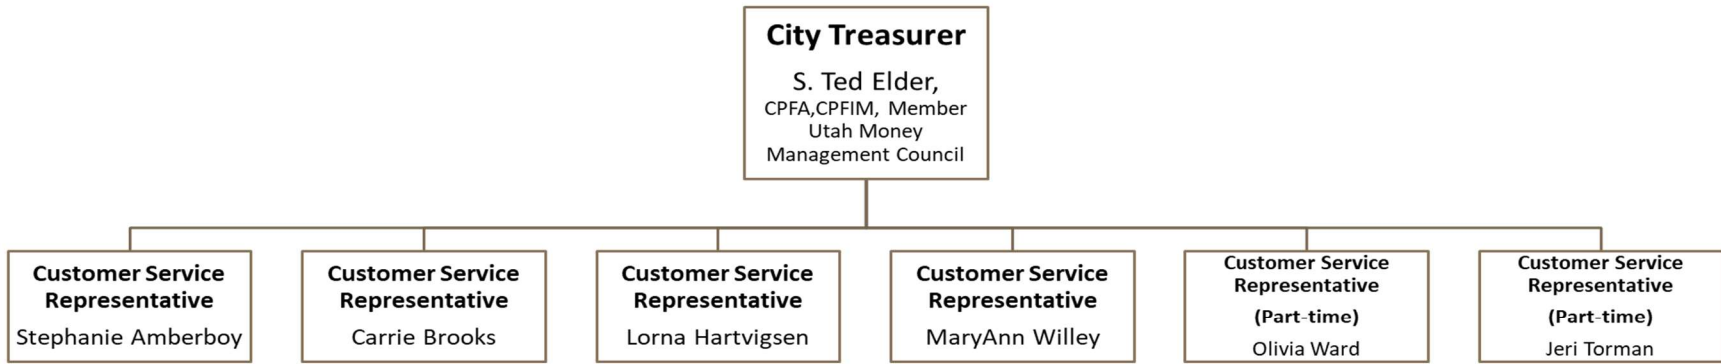 City Treasurer
S. Ted Elder,
CPFA,CPFIM, Member
Utah Money
Management Council
Customer Service
Representative
Stephanie Amberboy
Customer Service
Representative
Carrie Brooks
Customer Service
Representative
Lorna Hartvigsen
Customer Service
Representative
MaryAnn Willey
Customer Service
Representative
(Part-time)
Olivia Ward
Customer Service
Representative
(Part-time)
Jeri Torman